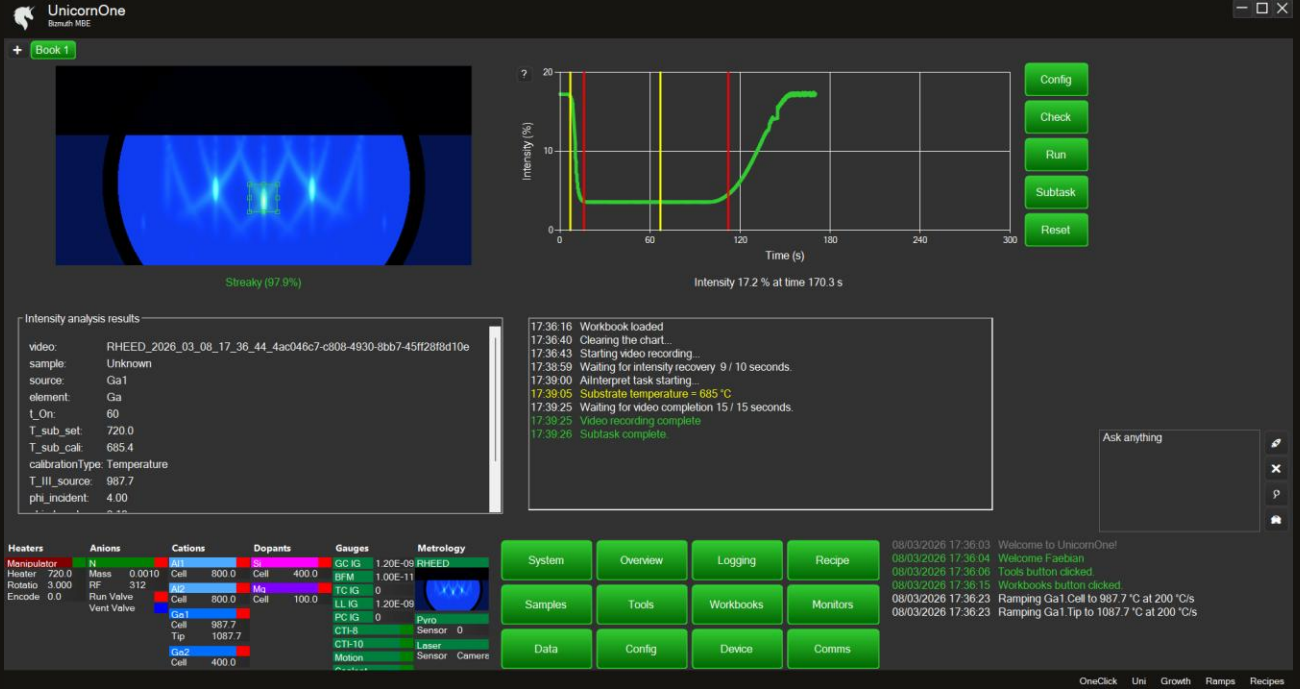 UnicornOne
Bizmuth MBE
+ Book 1
Streaky (97.9%)
?
Intensity (%)
20
10
0
0 60 120 180 240 300
Time (s)
Intensity 17.2 % at time 170.3 s
Config
Check
Run
Subtask
Reset
Intensity analysis results
video: RHEED_2026_03_08_17_36_44_4ac046c7-c808-4930-8bb7-45ff28f8d10e
sample: Unknown
source: Ga1
element: Ga
t_On: 60
T_sub_set: 720.0
T_sub_cali: 685.4
calibrationType: Temperature
T_III_source: 987.7
phi_incident: 4.00
17:36:16 Workbook loaded
17:36:40 Clearing the chart...
17:36:43 Starting video recording...
17:38:59 Waiting for intensity recovery 9 / 10 seconds.
17:39:00 AiInterpret task starting...
17:39:05 Substrate temperature = 685 °C
17:39:25 Waiting for video completion 15 / 15 seconds.
17:39:25 Video recording complete
17:39:26 Subtask complete.
Ask anything
Heaters
Manipulator
Heater 720.0
Rotatio 3.000
Encode 0.0
Anions
N
Mass 0.0010
RF 312
Run Valve
Vent Valve
Cations
Al1
Cell 800.0
Al2
Cell 800.0
Ga1
Cell 987.7
Tip 1087.7
Ga2
Cell 400.0
Dopants
Si
Cell 400.0
Mg
Cell 100.0
Gauges
GC IG 1.20E-09
BFM 1.00E-11
TC IG 0
LL IG 1.20E-09
PC IG 0
CTI-8
CTI-10
Motion
Metrology
RHEED
Pyro
Sensor 0
Laser
Sensor Camera
System Overview Logging Recipe
Samples Tools Workbooks Monitors
Data Config Device Comms
08/03/2026 17:36:03 Welcome to UnicornOne!
08/03/2026 17:36:04 Welcome Faebian
08/03/2026 17:36:06 Tools button clicked.
08/03/2026 17:36:15 Workbooks button clicked.
08/03/2026 17:36:23 Ramping Ga1.Cell to 987.7 °C at 200 °C/s
08/03/2026 17:36:23 Ramping Ga1.Tip to 1087.7 °C at 200 °C/s
OneClick Uni Growth Ramps Recipes